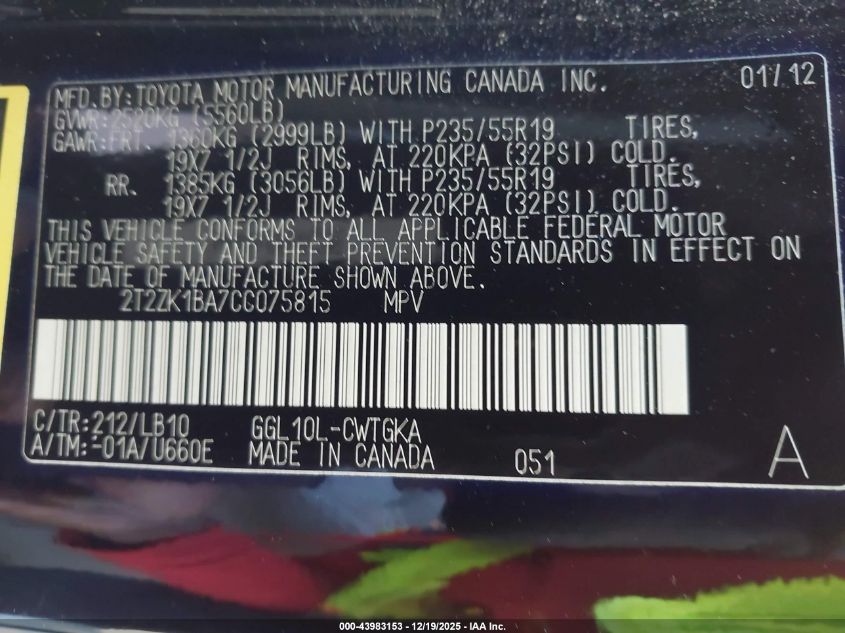 MFD.BY:TOYOTA MOTOR MANUFACTURING CANADA INC. 01/12
GVWR:2520KG (5560LB)
GAWR:FRT. 1360KG (2999LB) WITH P235/55R19 TIRES,
19X7 1/2J RIMS, AT 220KPA (32PSI) COLD.
RR. 1385KG (3056LB) WITH P235/55R19 TIRES,
19X7 1/2J RIMS, AT 220KPA (32PSI) COLD.
THIS VEHICLE CONFORMS TO ALL APPLICABLE FEDERAL MOTOR
VEHICLE SAFETY AND THEFT PREVENTION STANDARDS IN EFFECT ON
THE DATE OF MANUFACTURE SHOWN ABOVE.
2T2ZK1BA7CC075815 MPV
C/TR:212/LB10 GGL10L-CWTGKA
A/TM:-01A/U660E MADE IN CANADA 051 A
000-43983153 - 12/19/2025 - IAA Inc.